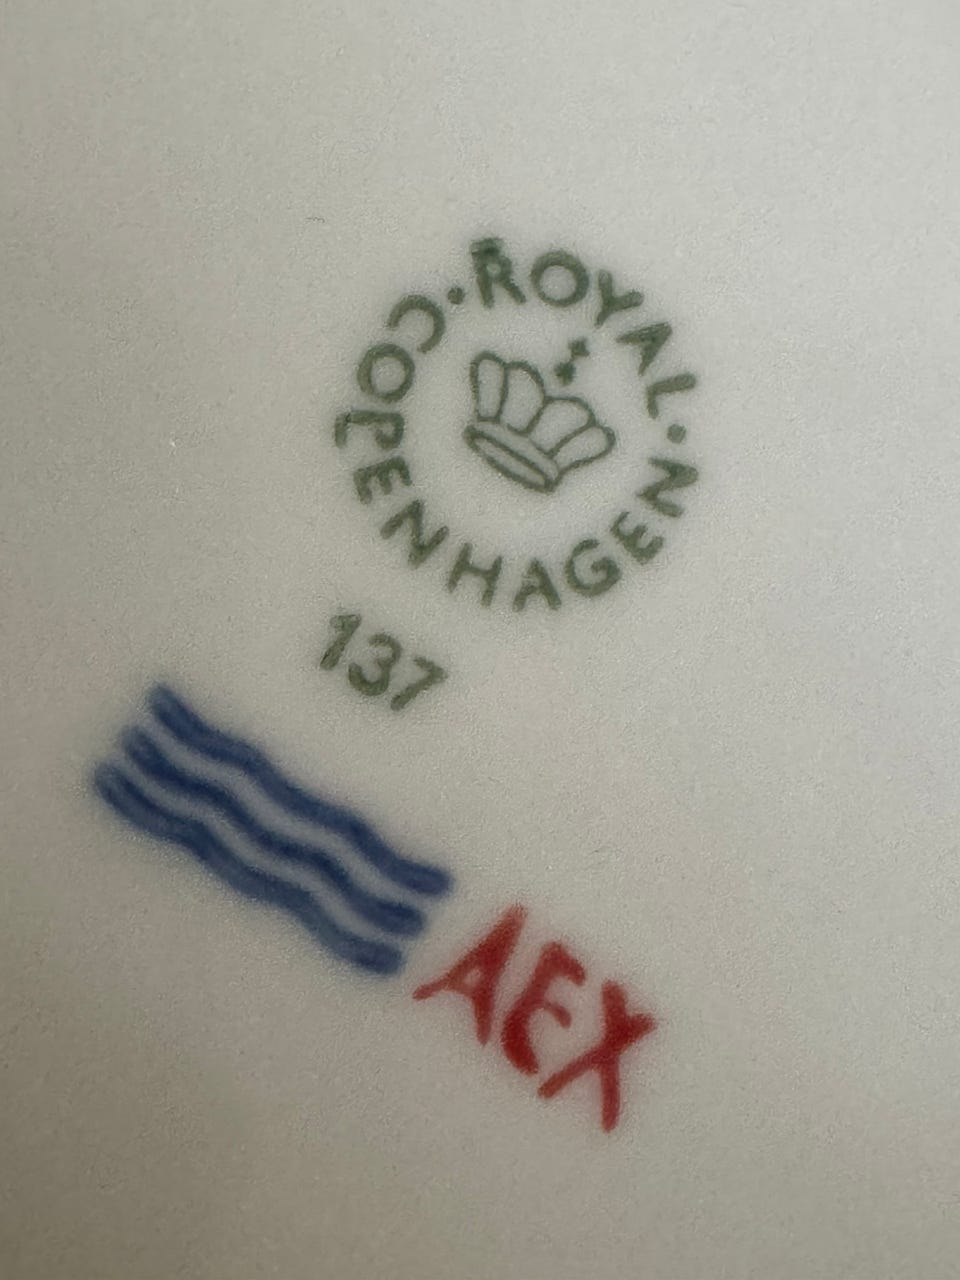 ROYAL · COPENHAGEN ·
137
AEX